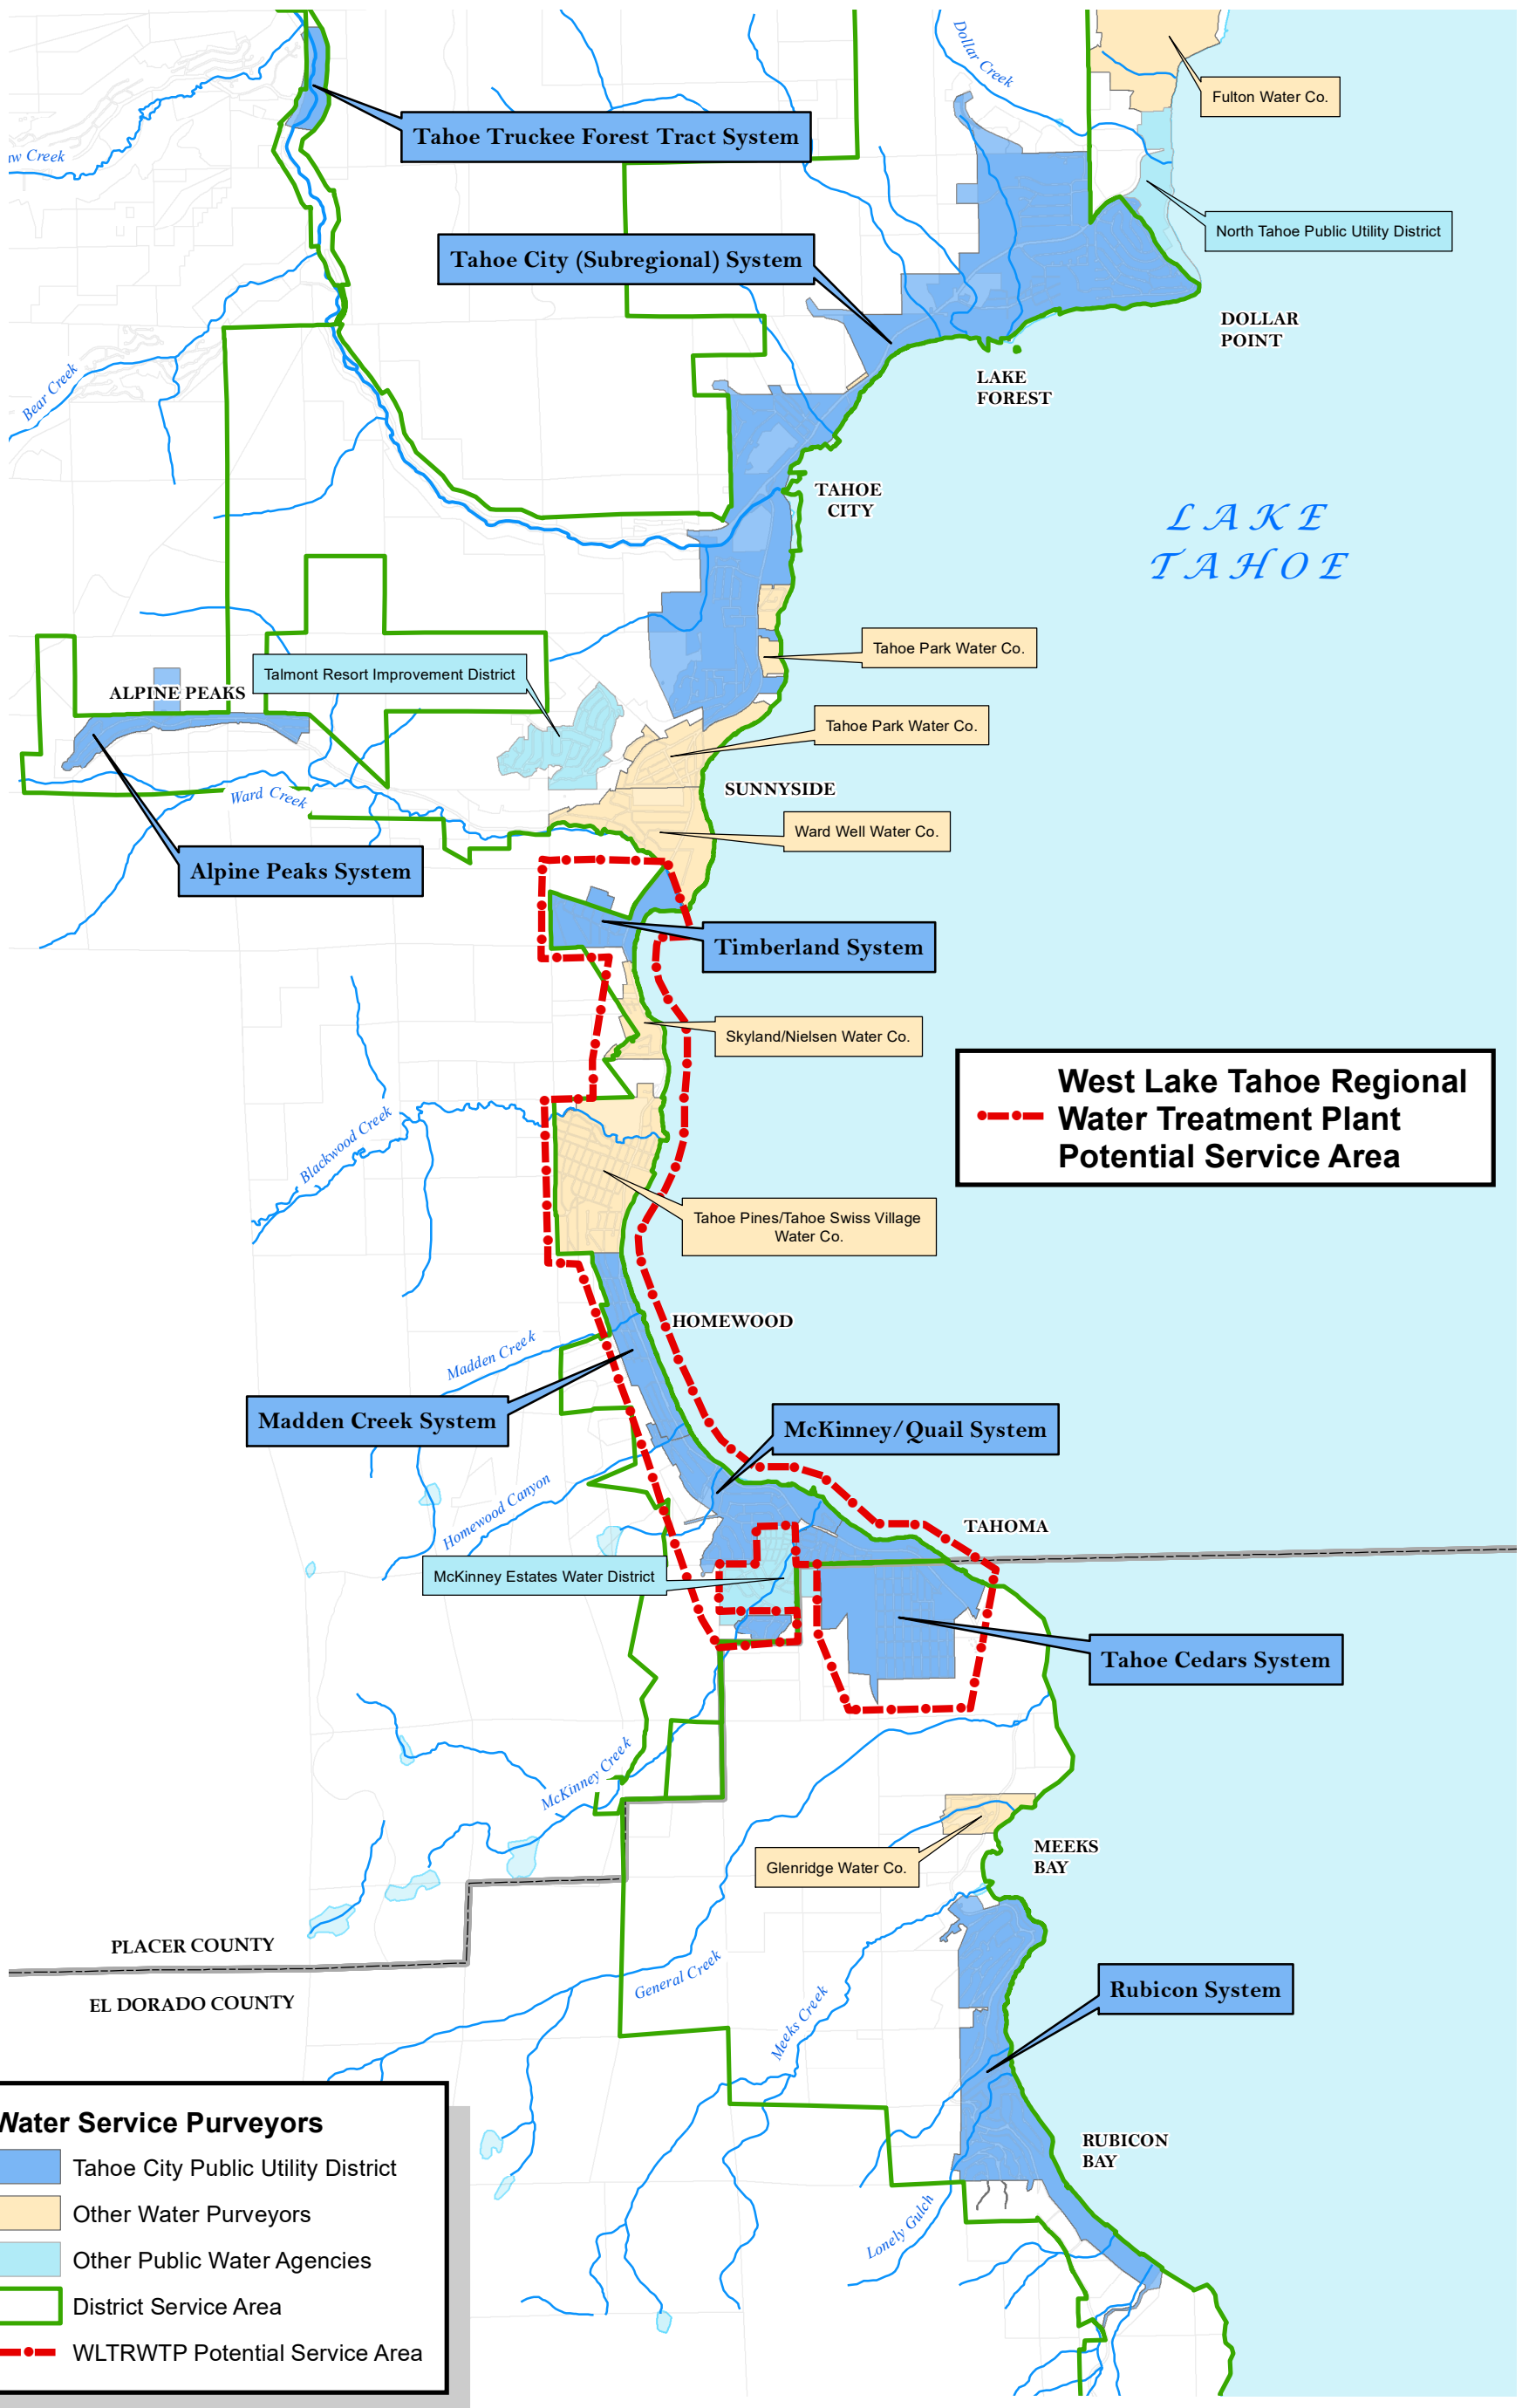 Dollar Creek
Fulton Water Co.
Tahoe Truckee Forest Tract System
Creek
North Tahoe Public Utility District
Tahoe City (Subregional) System
DOLLAR
POINT
LAKE
FOREST
Bear Creek
TAHOE
CITY
LAKE
TAHOE
Tahoe Park Water Co.
Talmont Resort Improvement District
ALPINE PEAKS
Tahoe Park Water Co.
SUNNYSIDE
Ward Creek
Ward Well Water Co.
Alpine Peaks System
Timberland System
Skyland/Nielsen Water Co.
West Lake Tahoe Regional
Water Treatment Plant
Potential Service Area
Blackwood Creek
Tahoe Pines/Tahoe Swiss Village
Water Co.
HOMEWOOD
Madden Creek
Madden Creek System
McKinney/Quail System
Homewood Canyon
TAHOMA
McKinney Estates Water District
Tahoe Cedars System
McKinney Creek
MEEKS
BAY
Glenridge Water Co.
PLACER COUNTY
EL DORADO COUNTY
General Creek
Meeks Creek
Rubicon System
RUBICON
BAY
Lonely Gulch
Water Service Purveyors
Tahoe City Public Utility District
Other Water Purveyors
Other Public Water Agencies
District Service Area
WLTRWTP Potential Service Area